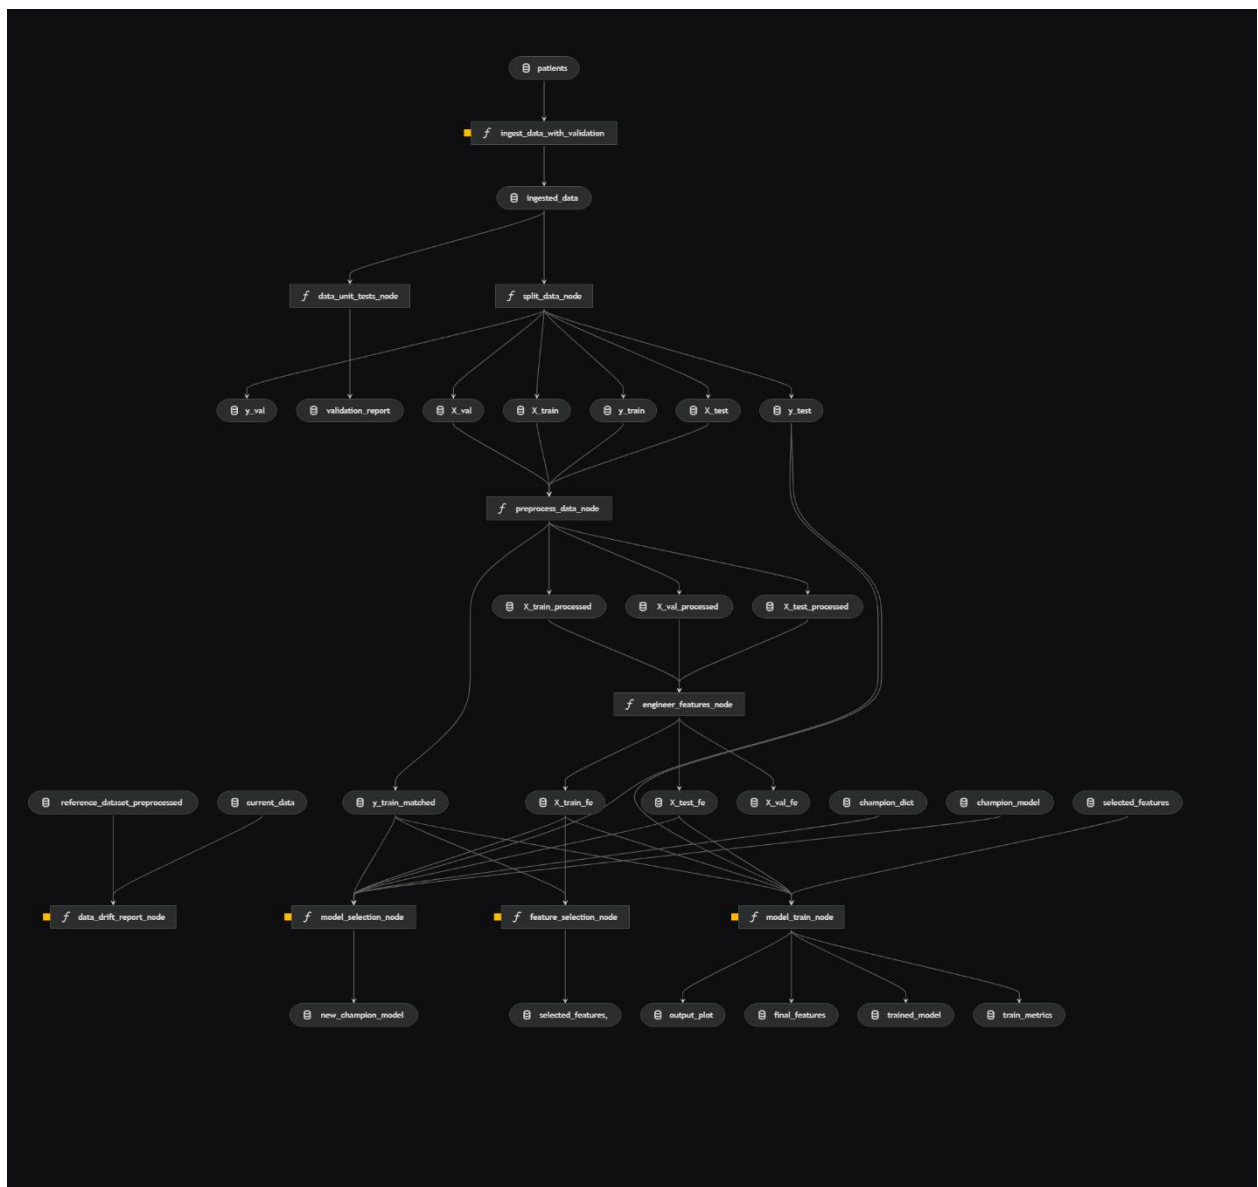 patients
ingest_data_with_validation
ingested_data
data_unit_tests_node
split_data_node
y_val
validation_report
X_val
X_train
y_train
X_test
y_test
preprocess_data_node
X_train_processed
X_val_processed
X_test_processed
engineer_features_node
reference_dataset_preprocessed
current_data
y_train_matched
X_train_fe
X_test_fe
X_val_fe
champion_dict
champion_model
selected_features
data_drift_report_node
model_selection_node
feature_selection_node
model_train_node
new_champion_model
selected_features,
output_plot
final_features
trained_model
train_metrics